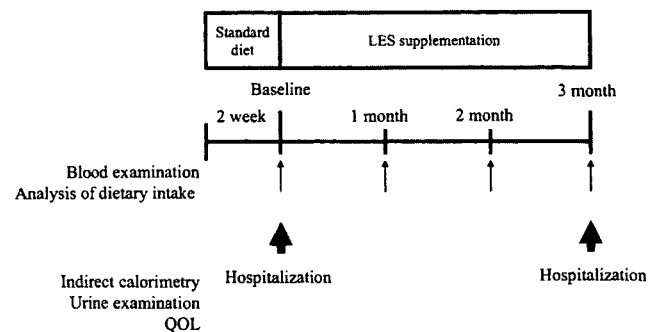 Standard
diet
LES supplementation
Baseline
3 month
2 week
1 month
2 month
Blood examination
Analysis of dietary intake
Indirect calorimetry
Urine examination
QOL
Hospitalization
Hospitalization